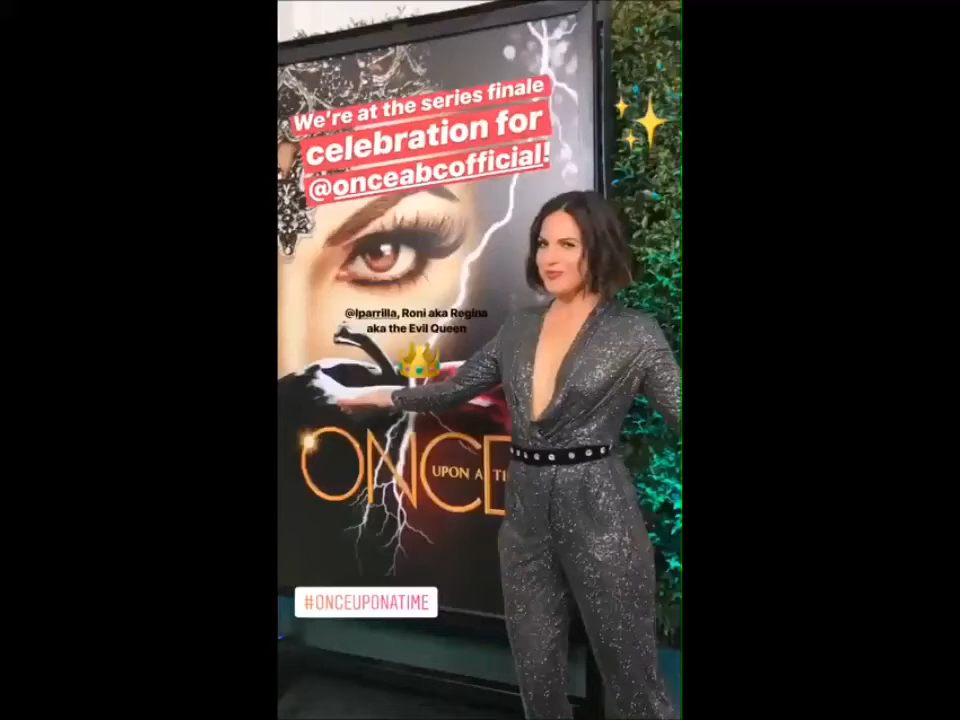 We're at the series finale
celebration for
@onceabcofficial!
@lparrilla, Roni aka Regina
aka the Evil Queen
ONCE
UPON A TI
#ONCEUPONATIME